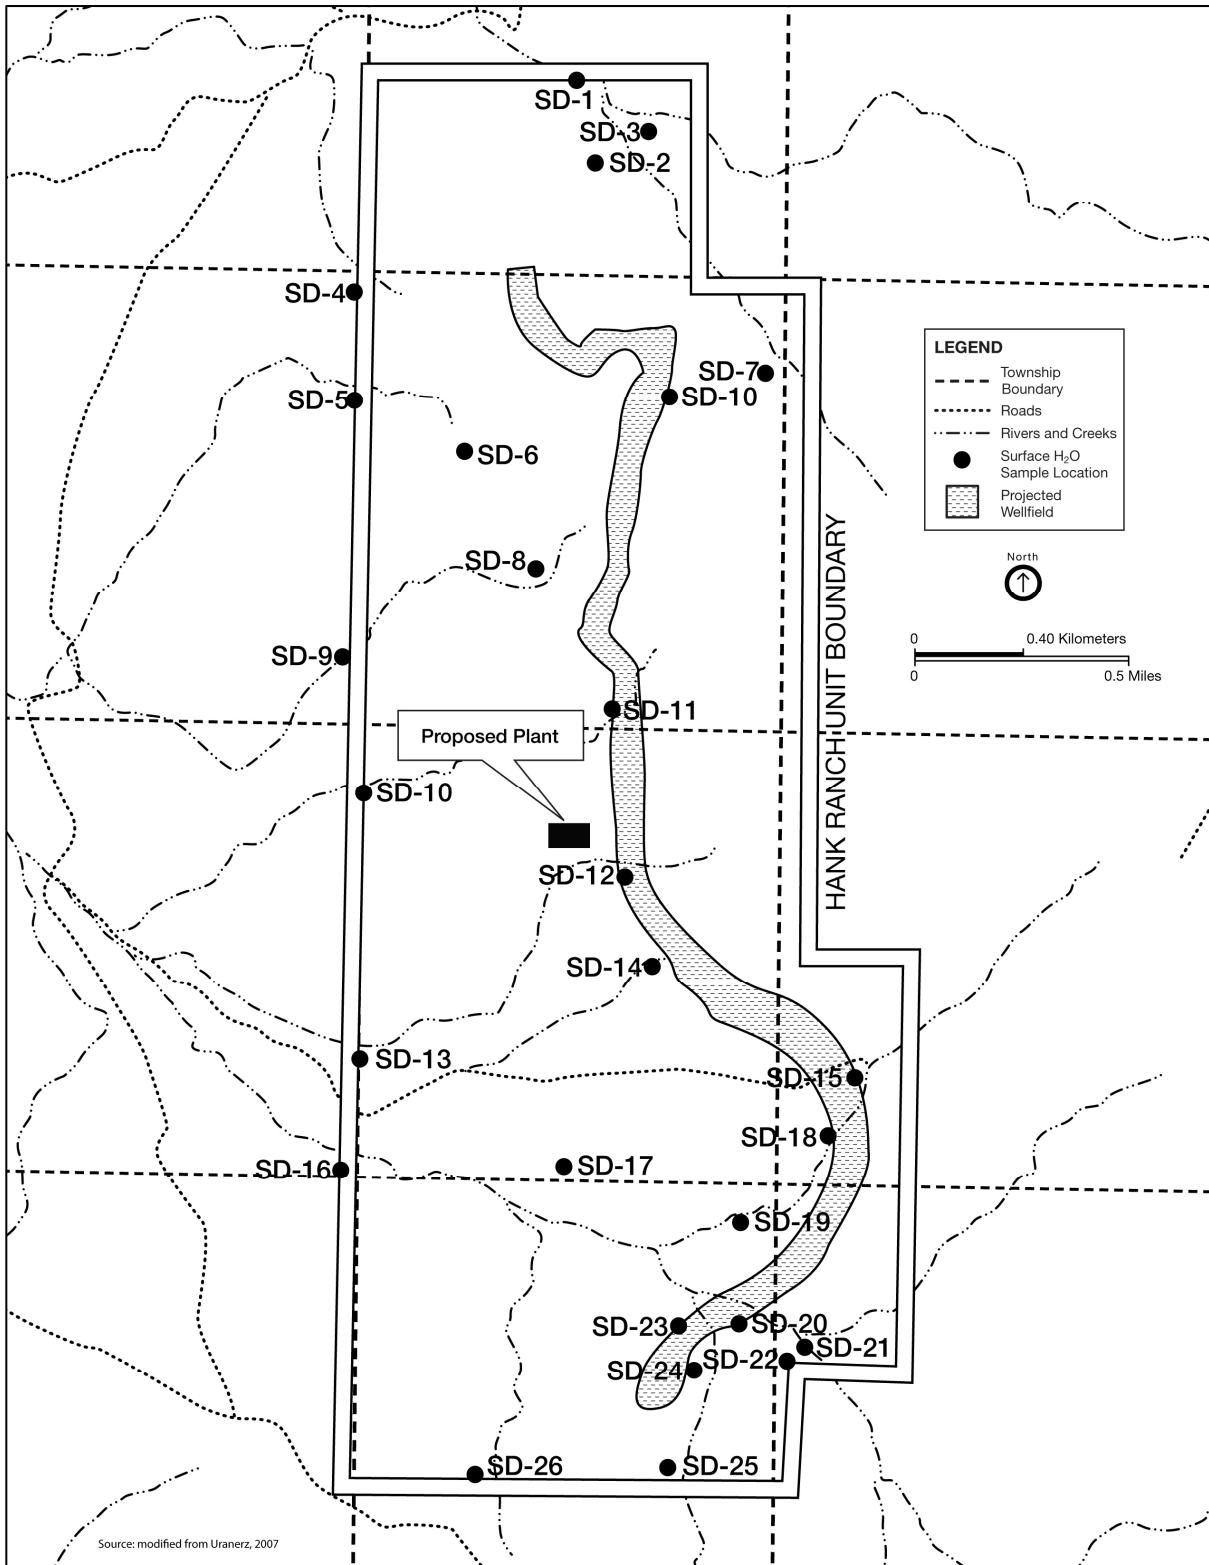 SD-1
SD-3
SD-2
SD-4
SD-7
SD-5
SD-10
SD-6
SD-8
SD-9
SD-11
Proposed Plant
SD-10
SD-12
SD-14
SD-13
SD-15
SD-18
SD-16
SD-17
SD-19
SD-23
SD-20
SD-21
SD-22
SD-24
SD-26
SD-25
HANK RANCH UNIT BOUNDARY
LEGEND
Township
Boundary
Roads
Rivers and Creeks
Surface H₂O
Sample Location
Projected
Wellfield
North
0 0.40 Kilometers
0 0.5 Miles
Source: modified from Uranerz, 2007